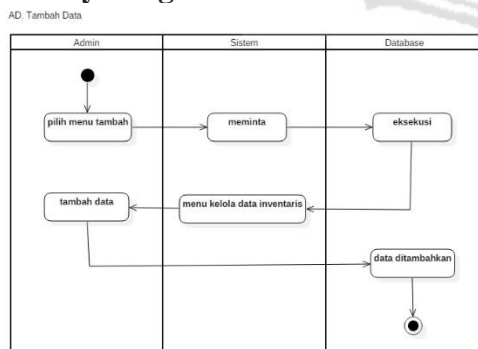 AD. Tambah Data
Admin
Sistem
Database
pilih menu tambah
meminta
eksekusi
tambah data
menu kelola data inventaris
data ditambahkan